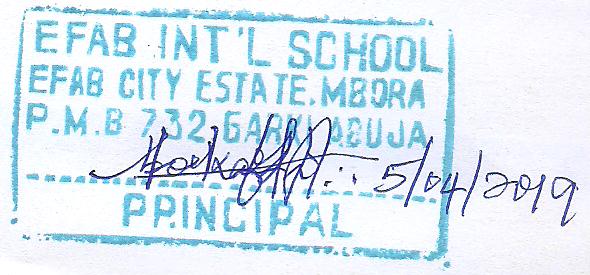 EFAB INT'L SCHOOL
EFAB CITY ESTATE. MBORA
P.M.B 732, GARKI ABUJA
5/04/2019
PRINCIPAL